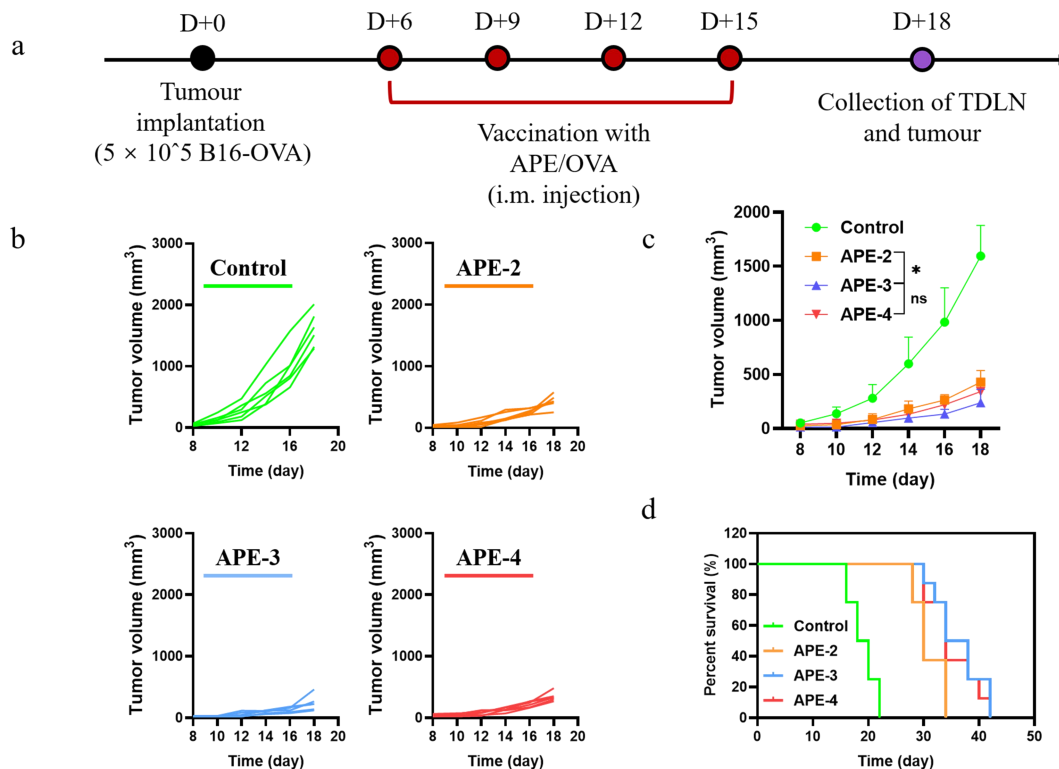 a
D+0
D+6
D+9
D+12
D+15
D+18
Tumour
implantation
(5 × 10^5 B16-OVA)
Vaccination with
APE/OVA
(i.m. injection)
Collection of TDLN
and tumour
b
3000
2000
1000
0
Tumor volume (mm³)
Control
8 10 12 14 16 18 20
Time (day)
3000
2000
1000
0
Tumor volume (mm³)
APE-2
8 10 12 14 16 18 20
Time (day)
3000
2000
1000
0
Tumor volume (mm³)
APE-3
8 10 12 14 16 18 20
Time (day)
3000
2000
1000
0
Tumor volume (mm³)
APE-4
8 10 12 14 16 18 20
Time (day)
c
2000
1500
1000
500
0
Tumor volume (mm³)
Control
APE-2
APE-3
APE-4
*
ns
8 10 12 14 16 18
Time (day)
d
120
100
80
60
40
20
0
Percent survival (%)
Control
APE-2
APE-3
APE-4
0 10 20 30 40 50
Time (day)